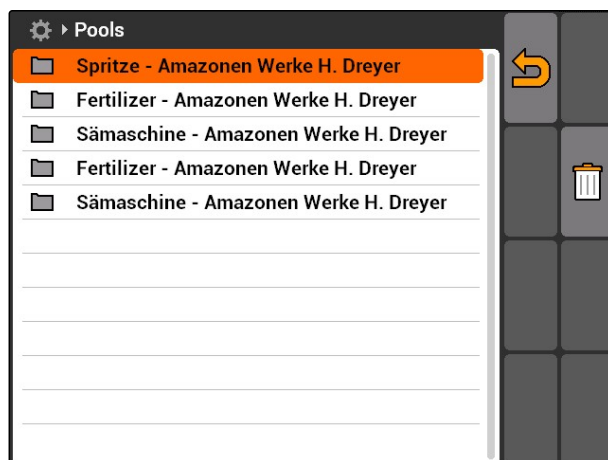 Pools
Spritze - Amazonen Werke H. Dreyer
Fertilizer - Amazonen Werke H. Dreyer
Sämaschine - Amazonen Werke H. Dreyer
Fertilizer - Amazonen Werke H. Dreyer
Sämaschine - Amazonen Werke H. Dreyer